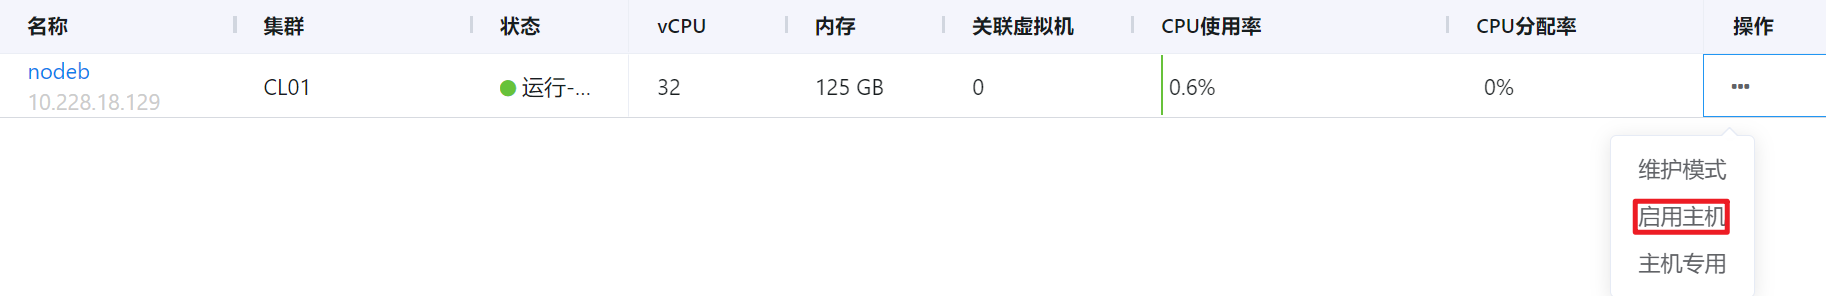 名称 集群 状态 vCPU 内存 关联虚拟机 CPU使用率 CPU分配率 操作
nodeb
10.228.18.129
CL01 运行-... 32 125 GB 0 0.6% 0% •••
维护模式
启用主机
主机专用